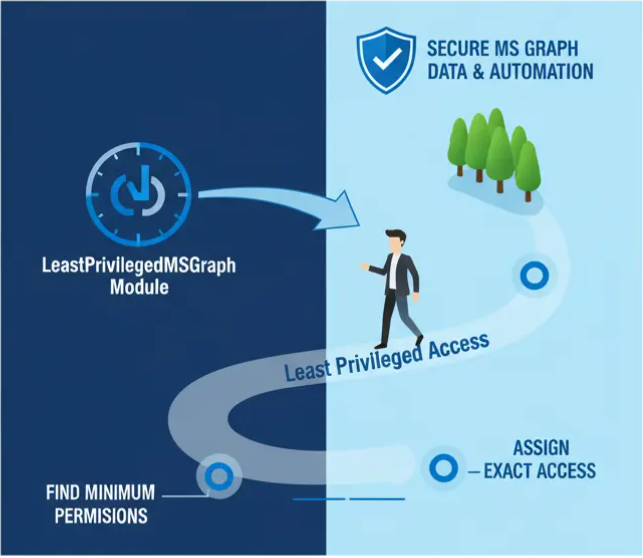 SECURE MS GRAPH
DATA & AUTOMATION
LeastPrivilegedMSGraph
Module
Least Privileged Access
FIND MINIMUM
PERMISIONS
ASSIGN
EXACT ACCESS